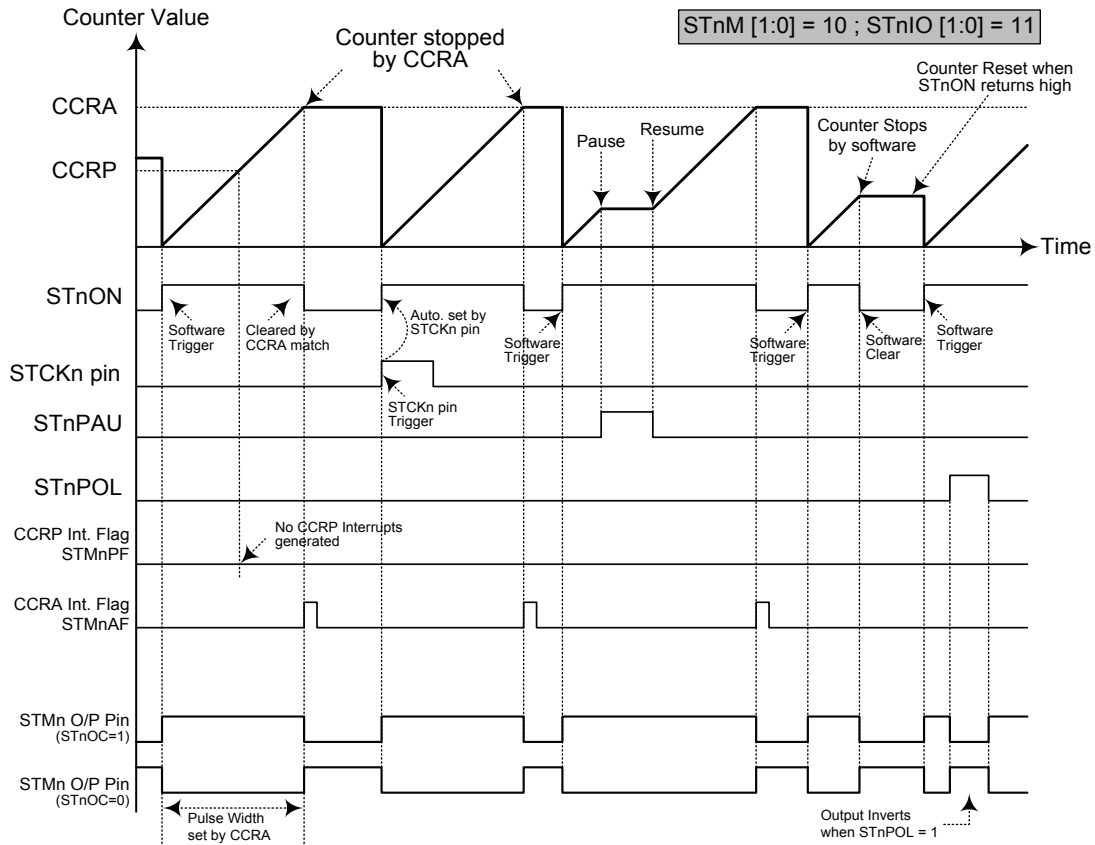 Counter Value
STnM [1:0] = 10 ; STnIO [1:0] = 11
Counter stopped
by CCRA
Counter Reset when
STnON returns high
CCRA
Pause
Resume
Counter Stops
by software
CCRP
Time
STnON
Software
Trigger
Cleared by
CCRA match
Auto. set by
STCKn pin
Software
Trigger
Software
Trigger
Software
Clear
Software
Trigger
STCKn pin
STCKn pin
Trigger
STnPAU
STnPOL
CCRP Int. Flag
STMnPF
No CCRP Interrupts
generated
CCRA Int. Flag
STMnAF
STMn O/P Pin
(STnOC=1)
STMn O/P Pin
(STnOC=0)
Pulse Width
set by CCRA
Output Inverts
when STnPOL = 1